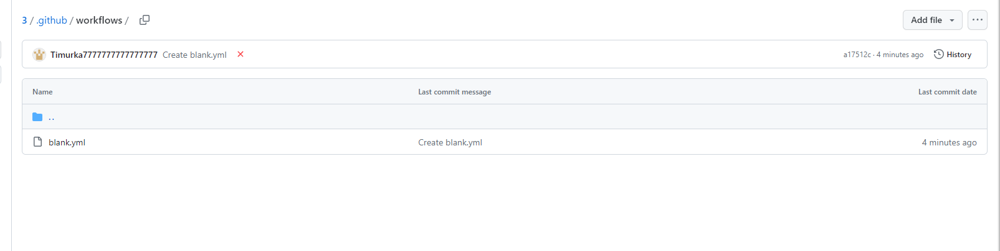 3 / .github / workflows /
Add file
Timurka7777777777777777 Create blank.yml
a17512c · 4 minutes ago
History
Name Last commit message Last commit date
..
blank.yml Create blank.yml 4 minutes ago